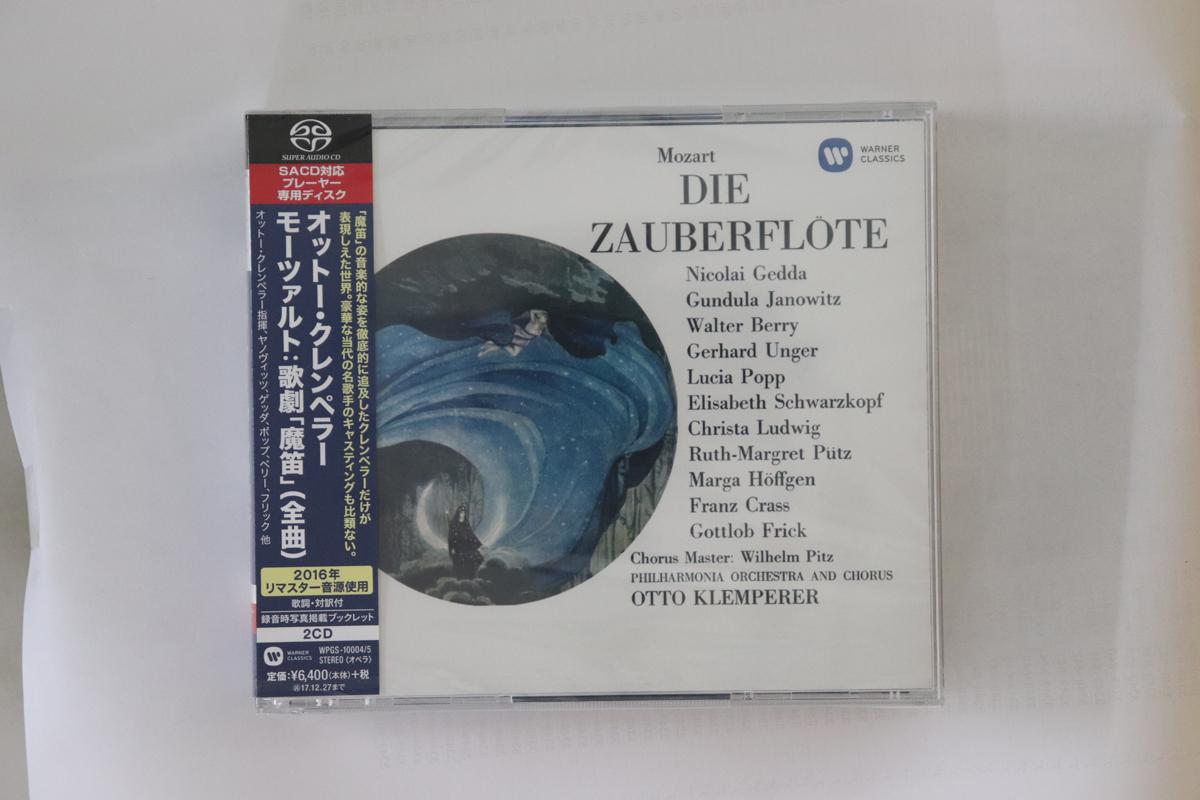 SUPER AUDIO CD
SACD対応
プレーヤー
専用ディスク
『魔笛」の音楽的な姿を徹底的に追及したクレンペラーだけが
表現しえた世界。豪華な当代の名歌手のキャスティングも比類ない。
オットー・クレンペラー
モーツァルト:歌劇「魔笛」(全曲)
オットー・クレンペラー指揮、ヤノヴィッツ、ゲッダ、ポップ、ベリー、フリック 他
2016年
リマスター音源使用
歌詞・対訳付
録音時写真掲載ブックレット
2CD
WARNER
CLASSICS
WPGS-10004/5
STEREO〈オペラ〉
定価:¥6,400(本体)+税
17.12.27まで
Mozart
DIE
ZAUBERFLÖTE
WARNER
CLASSICS
Nicolai Gedda
Gundula Janowitz
Walter Berry
Gerhard Unger
Lucia Popp
Elisabeth Schwarzkopf
Christa Ludwig
Ruth-Margret Pütz
Marga Höffgen
Franz Crass
Gottlob Frick
Chorus Master: Wilhelm Pitz
PHILHARMONIA ORCHESTRA AND CHORUS
OTTO KLEMPERER